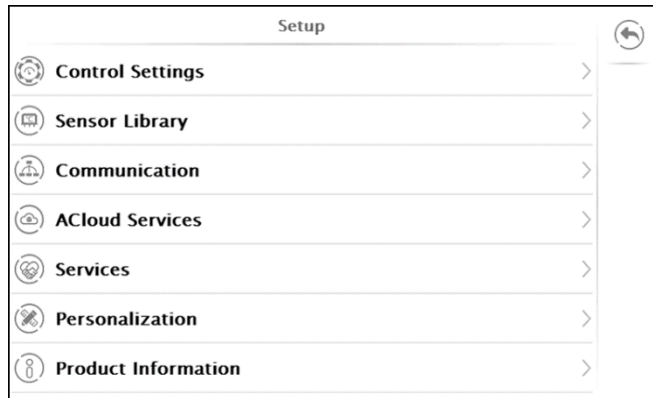 Setup
Control Settings
Sensor Library
Communication
ACloud Services
Services
Personalization
Product Information